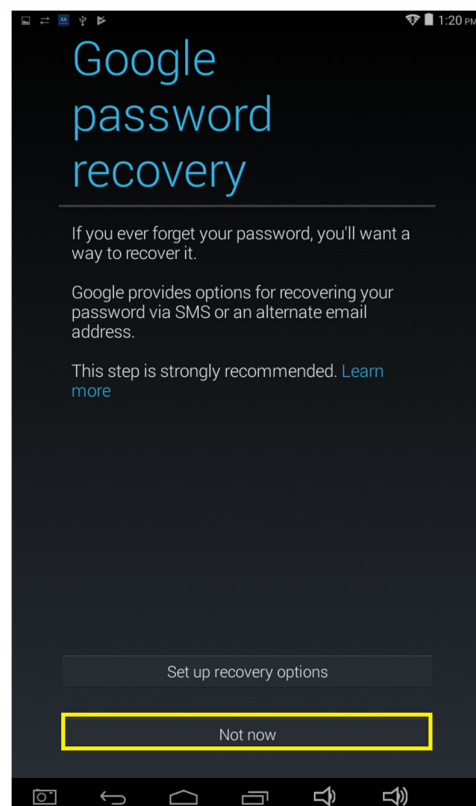 1:20 PM
Google
password
recovery
If you ever forget your password, you'll want a
way to recover it.
Google provides options for recovering your
password via SMS or an alternate email
address.
This step is strongly recommended. Learn
more
Set up recovery options
Not now